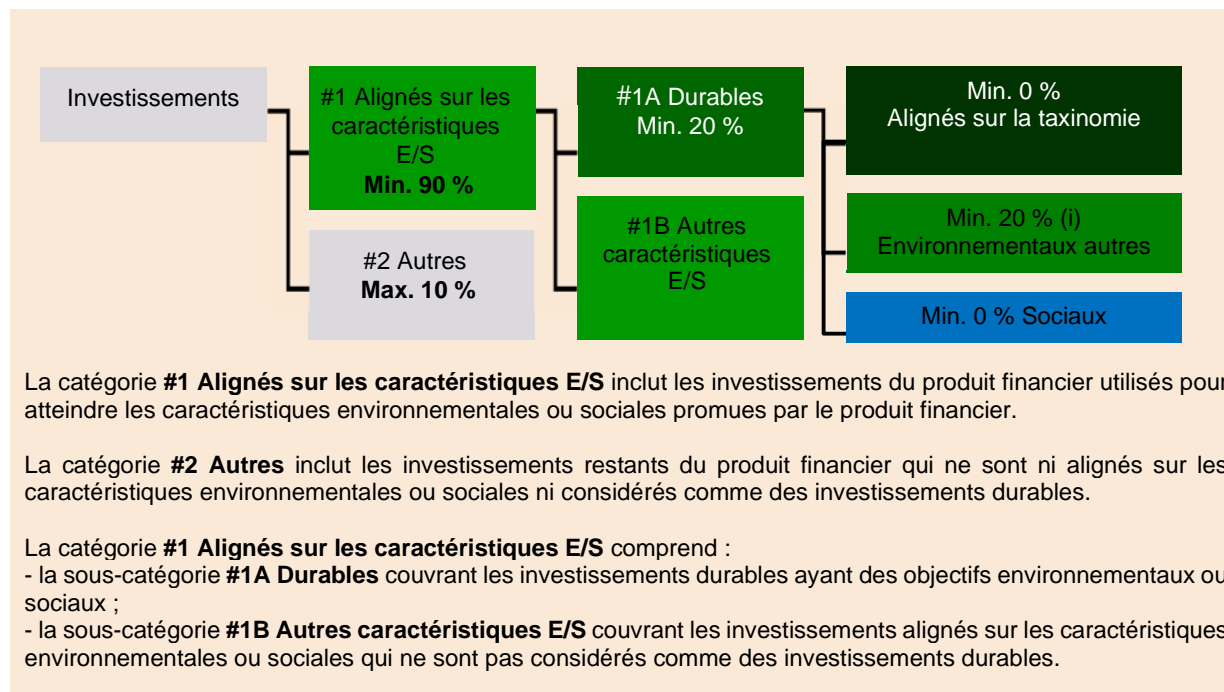 Investissements
#1 Alignés sur les
caractéristiques
E/S
Min. 90 %
#2 Autres
Max. 10 %
#1A Durables
Min. 20 %
#1B Autres
caractéristiques
E/S
Min. 0 %
Alignés sur la taxinomie
Min. 20 % (i)
Environnementaux autres
Min. 0 % Sociaux
La catégorie #1 Alignés sur les caractéristiques E/S inclut les investissements du produit financier utilisés pour
atteindre les caractéristiques environnementales ou sociales promues par le produit financier.
La catégorie #2 Autres inclut les investissements restants du produit financier qui ne sont ni alignés sur les
caractéristiques environnementales ou sociales ni considérés comme des investissements durables.
La catégorie #1 Alignés sur les caractéristiques E/S comprend :
- la sous-catégorie #1A Durables couvrant les investissements durables ayant des objectifs environnementaux ou
sociaux ;
- la sous-catégorie #1B Autres caractéristiques E/S couvrant les investissements alignés sur les caractéristiques
environnementales ou sociales qui ne sont pas considérés comme des investissements durables.